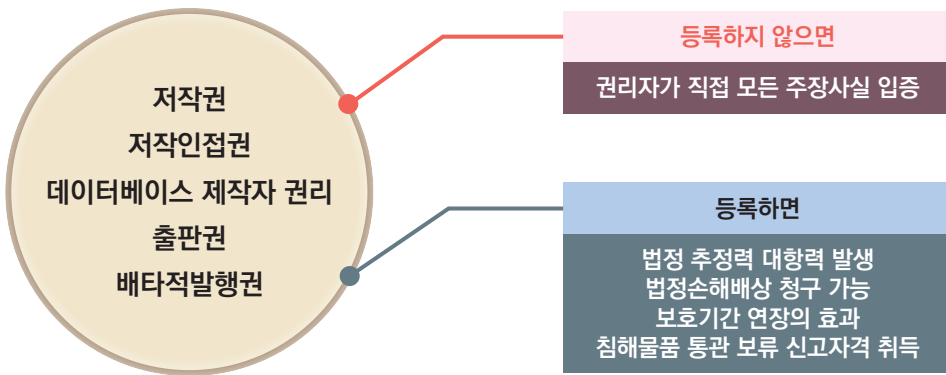 저작권
저작인접권
데이터베이스 제작자 권리
출판권
배타적발행권
등록하지 않으면
권리자가 직접 모든 주장사실 입증
등록하면
법정 추정력 대항력 발생
법정손해배상 청구 가능
보호기간 연장의 효과
침해물품 통관 보류 신고자격 취득